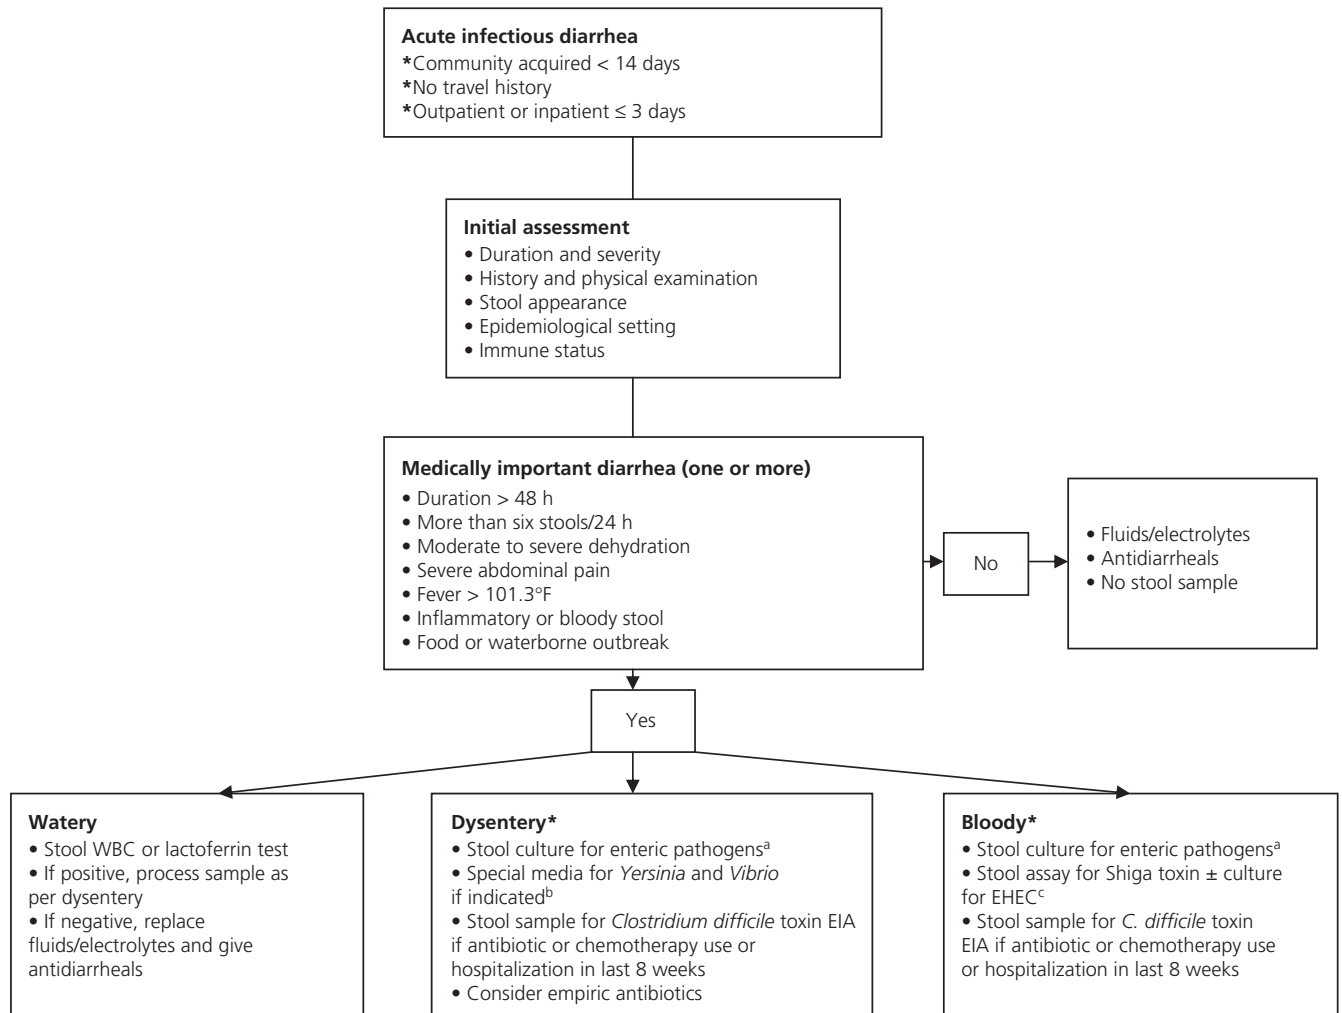 Acute infectious diarrhea
*Community acquired < 14 days
*No travel history
*Outpatient or inpatient ≤ 3 days
Initial assessment
• Duration and severity
• History and physical examination
• Stool appearance
• Epidemiological setting
• Immune status
Medically important diarrhea (one or more)
• Duration > 48 h
• More than six stools/24 h
• Moderate to severe dehydration
• Severe abdominal pain
• Fever > 101.3°F
• Inflammatory or bloody stool
• Food or waterborne outbreak
No
• Fluids/electrolytes
• Antidiarrheals
• No stool sample
Yes
Watery
• Stool WBC or lactoferrin test
• If positive, process sample as
per dysentery
• If negative, replace
fluids/electrolytes and give
antidiarrheals
Dysentery*
• Stool culture for enteric pathogensᵃ
• Special media for Yersinia and Vibrio
if indicatedᵇ
• Stool sample for Clostridium difficile toxin EIA
if antibiotic or chemotherapy use or
hospitalization in last 8 weeks
• Consider empiric antibiotics
Bloody*
• Stool culture for enteric pathogensᵃ
• Stool assay for Shiga toxin ± culture
for EHECᶜ
• Stool sample for C. difficile toxin
EIA if antibiotic or chemotherapy use
or hospitalization in last 8 weeks